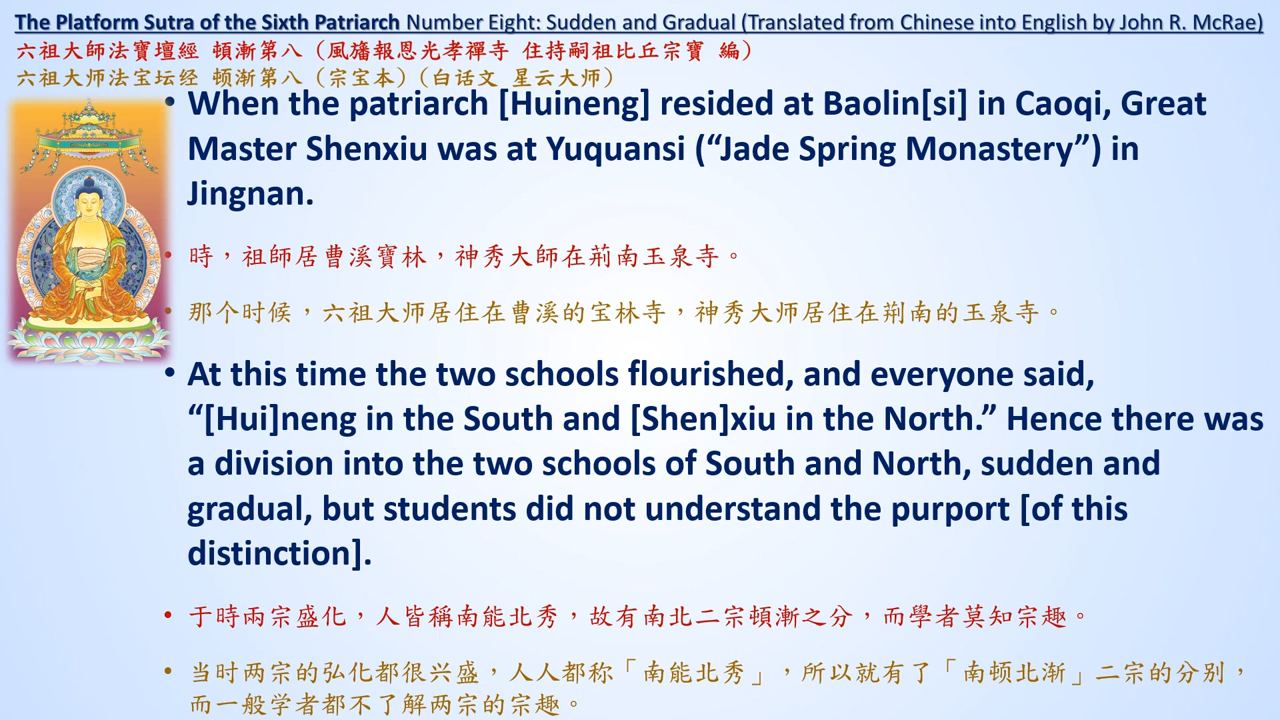 The Platform Sutra of the Sixth Patriarch Number Eight: Sudden and Gradual (Translated from Chinese into English by John R. McRae)
六祖大師法寶壇經 頓漸第八 (風旛報恩光孝禪寺 住持嗣祖比丘宗寶 編)
六祖大师法宝坛经 顿渐第八 (宗宝本) (白话文 星云大师)
• When the patriarch [Huineng] resided at Baolin[si] in Caoqi, Great
Master Shenxiu was at Yuquansi (“Jade Spring Monastery”) in
Jingnan.
• 時，祖師居曹溪寶林，神秀大師在荊南玉泉寺。
• 那个时候，六祖大师居住在曹溪的宝林寺，神秀大师居住在荆南的玉泉寺。
• At this time the two schools flourished, and everyone said,
“[Hui]neng in the South and [Shen]xiu in the North.” Hence there was
a division into the two schools of South and North, sudden and
gradual, but students did not understand the purport [of this
distinction].
• 于時兩宗盛化，人皆稱南能北秀，故有南北二宗頓漸之分，而學者莫知宗趣。
• 当时两宗的弘化都很兴盛，人人都称「南能北秀」，所以就有了「南顿北渐」二宗的分别，
而一般学者都不了解两宗的宗趣。